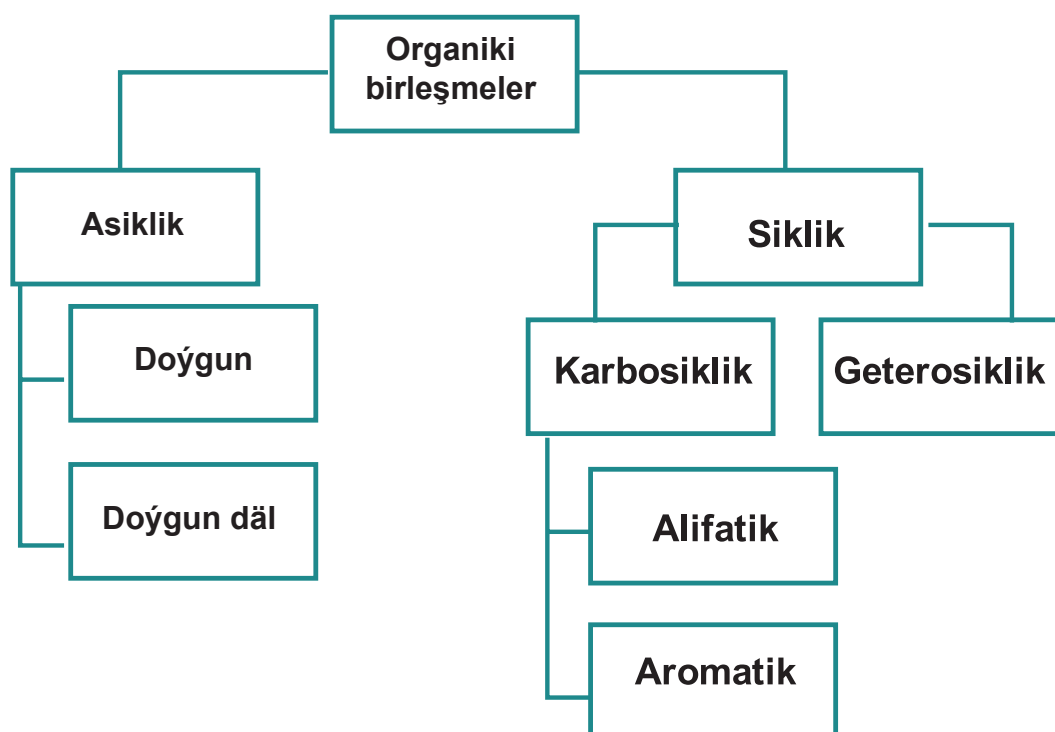 Organiki
birleşmeler
Asiklik
Siklik
Doýgun
Karbosiklik
Geterosiklik
Doýgun däl
Alifatik
Aromatik